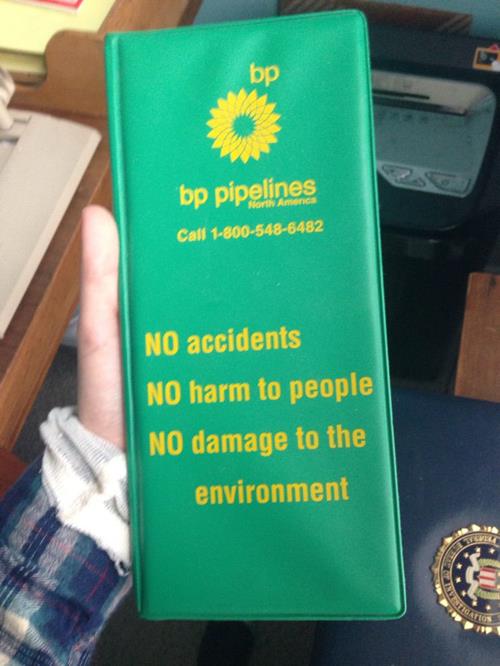 bp
bp pipelines
North America
Call 1-800-548-6482
NO accidents
NO harm to people
NO damage to the
environment